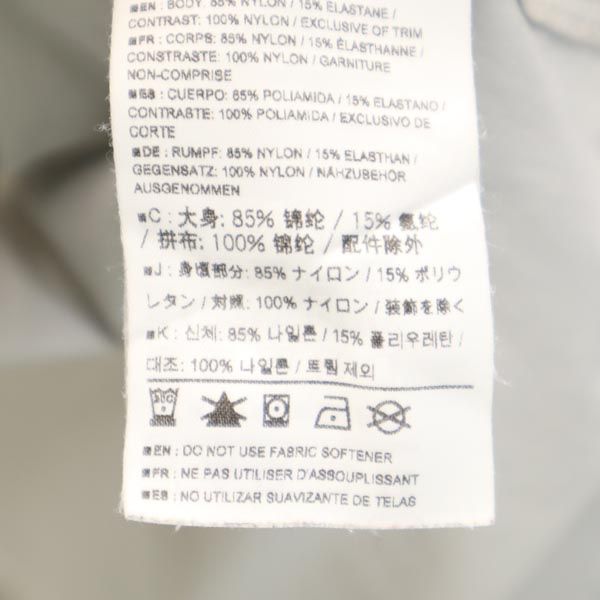 EN : BODY: 85% NYLON / 15% ELASTANE /
CONTRAST: 100% NYLON / EXCLUSIVE OF TRIM
FR : CORPS: 85% NYLON / 15% ÉLASTHANNE /
CONSTRASTE: 100% NYLON / GARNITURE
NON-COMPRISE
ES : CUERPO: 85% POLIAMIDA / 15% ELASTANO /
CONTRASTE: 100% POLIAMIDA / EXCLUSIVO DE
CORTE
DE : RUMPF: 85% NYLON / 15% ELASTHAN /
GEGENSATZ: 100% NYLON / NÄHZUBEHÖR
AUSGENOMMEN
C : 大身: 85% 锦纶 / 15% 氨纶
/ 拼布: 100% 锦纶 / 配件除外
J : 身頃部分: 85% ナイロン / 15% ポリウ
レタン / 対照: 100% ナイロン / 装飾を除く
K : 신체: 85% 나일론 / 15% 폴리우레탄 /
대조: 100% 나일론 / 트림 제외
EN : DO NOT USE FABRIC SOFTENER
FR : NE PAS UTILISER D'ASSOUPLISSANT
ES : NO UTILIZAR SUAVIZANTE DE TELAS